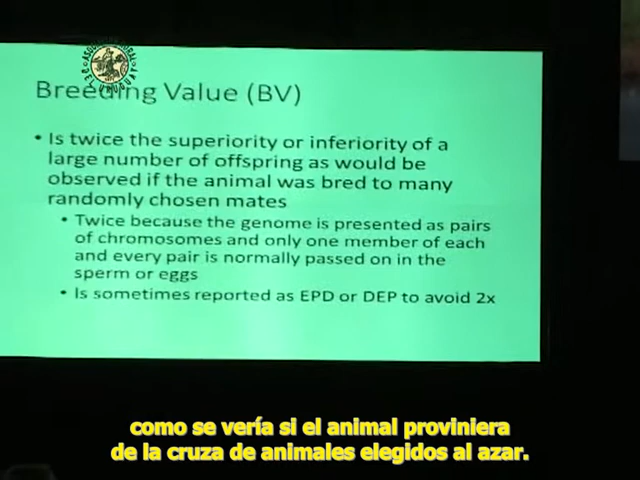 ASOCIACION RURAL
DEL URUGUAY
Breeding Value (BV)
• Is twice the superiority or inferiority of a
large number of offspring as would be
observed if the animal was bred to many
randomly chosen mates
• Twice because the genome is presented as pairs
of chromosomes and only one member of each
and every pair is normally passed on in the
sperm or eggs
• Is sometimes reported as EPD or DEP to avoid 2x
como se vería si el animal proviniera
de la cruza de animales elegidos al azar.